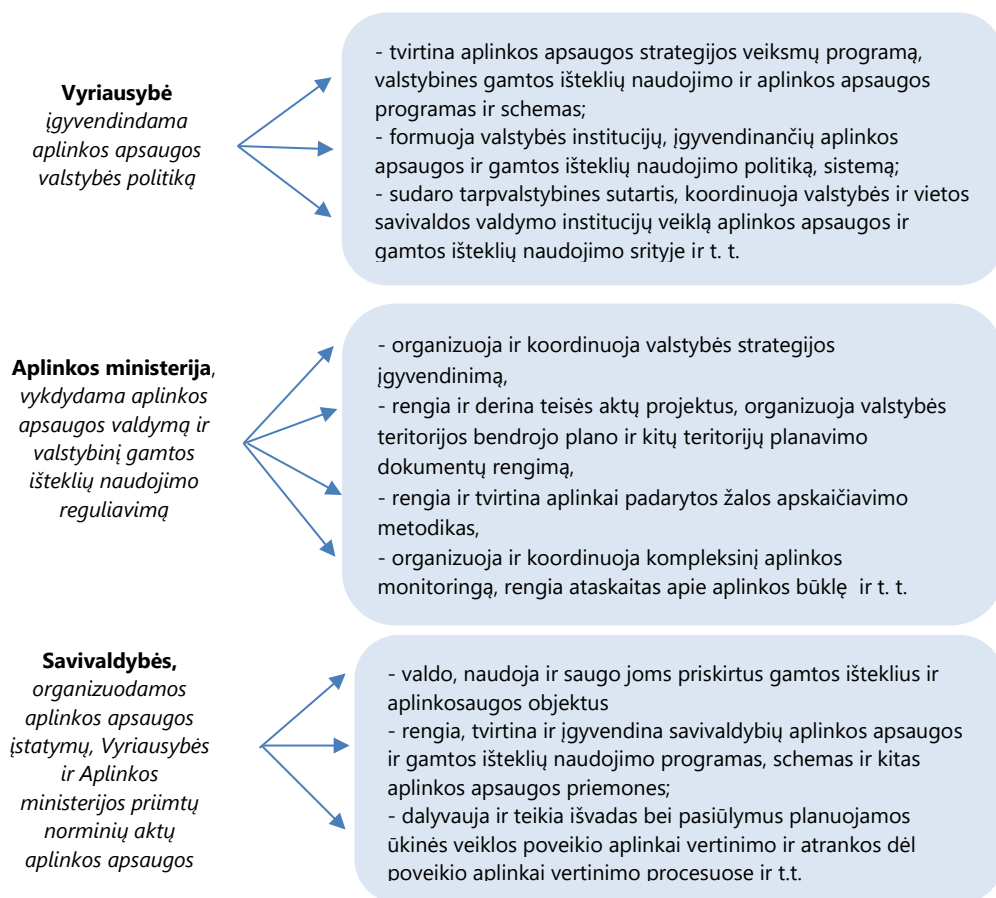 Vyriausybė
įgyvendindama
aplinkos apsaugos
valstybės politiką
- tvirtina aplinkos apsaugos strategijos veiksmų programą,
valstybines gamtos išteklių naudojimo ir aplinkos apsaugos
programas ir schemas;
- formuoja valstybės institucijų, įgyvendinančių aplinkos
apsaugos ir gamtos išteklių naudojimo politiką, sistemą;
- sudaro tarpvalstybines sutartis, koordinuoja valstybės ir vietos
savivaldos valdymo institucijų veiklą aplinkos apsaugos ir
gamtos išteklių naudojimo srityje ir t. t.
Aplinkos ministerija,
vykdydama aplinkos
apsaugos valdymą ir
valstybinį gamtos
išteklių naudojimo
reguliavimą
- organizuoja ir koordinuoja valstybės strategijos
įgyvendinimą,
- rengia ir derina teisės aktų projektus, organizuoja valstybės
teritorijos bendrojo plano ir kitų teritorijų planavimo
dokumentų rengimą,
- rengia ir tvirtina aplinkai padarytos žalos apskaičiavimo
metodikas,
- organizuoja ir koordinuoja kompleksinį aplinkos
monitoringą, rengia ataskaitas apie aplinkos būklę ir t. t.
Savivaldybės,
organizuodamos
aplinkos apsaugos
įstatymų, Vyriausybės
ir Aplinkos
ministerijos priimtų
norminių aktų
aplinkos apsaugos
- valdo, naudoja ir saugo joms priskirtus gamtos išteklius ir
aplinkosaugos objektus
- rengia, tvirtina ir įgyvendina savivaldybių aplinkos apsaugos
ir gamtos išteklių naudojimo programas, schemas ir kitas
aplinkos apsaugos priemones;
- dalyvauja ir teikia išvadas bei pasiūlymus planuojamos
ūkinės veiklos poveikio aplinkai vertinimo ir atrankos dėl
poveikio aplinkai vertinimo procesuose ir t.t.